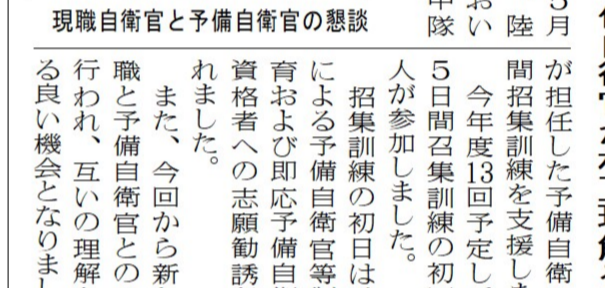 現職自衛官と予備自衛官の懇談
5月
陸
おい
中隊
が担任した予備自衛
間招集訓練を支援しま
今年度13回予定し
5日間召集訓練の初
人が参加しました。
招集訓練の初日は
による予備自衛官等制
育および即応予備自
資格者への志願勧誘
れました。
また、今回から新
職と予備自衛官との
行われ、互いの理解
る良い機会となりまし